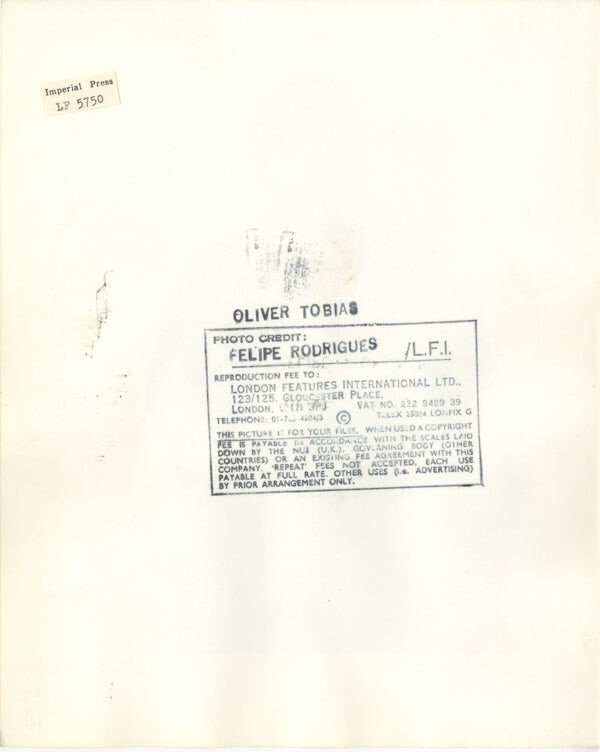 Imperial Press
LF 5750
OLIVER TOBIAS
PHOTO CREDIT:
FELIPE RODRIGUES /L.F.I.
REPRODUCTION FEE TO:
LONDON FEATURES INTERNATIONAL LTD.,
123/125, GLOUCESTER PLACE,
LONDON, VAT NO. 232 9499 39
TELEPHONE: © TELEX 25954 LONFIX G
THIS PICTURE IS FOR YOUR FILES. WHEN USED A COPYRIGHT
FEE IS PAYABLE IN ACCORDANCE WITH THE SCALES LAID
DOWN BY THE NUJ (U.K.). GOVERNING BODY (OTHER
COUNTRIES) OR AN EXISTING FEE AGREEMENT WITH THIS
COMPANY. 'REPEAT' FEES NOT ACCEPTED, EACH USE
PAYABLE AT FULL RATE. OTHER USES (i.e. ADVERTISING)
BY PRIOR ARRANGEMENT ONLY.